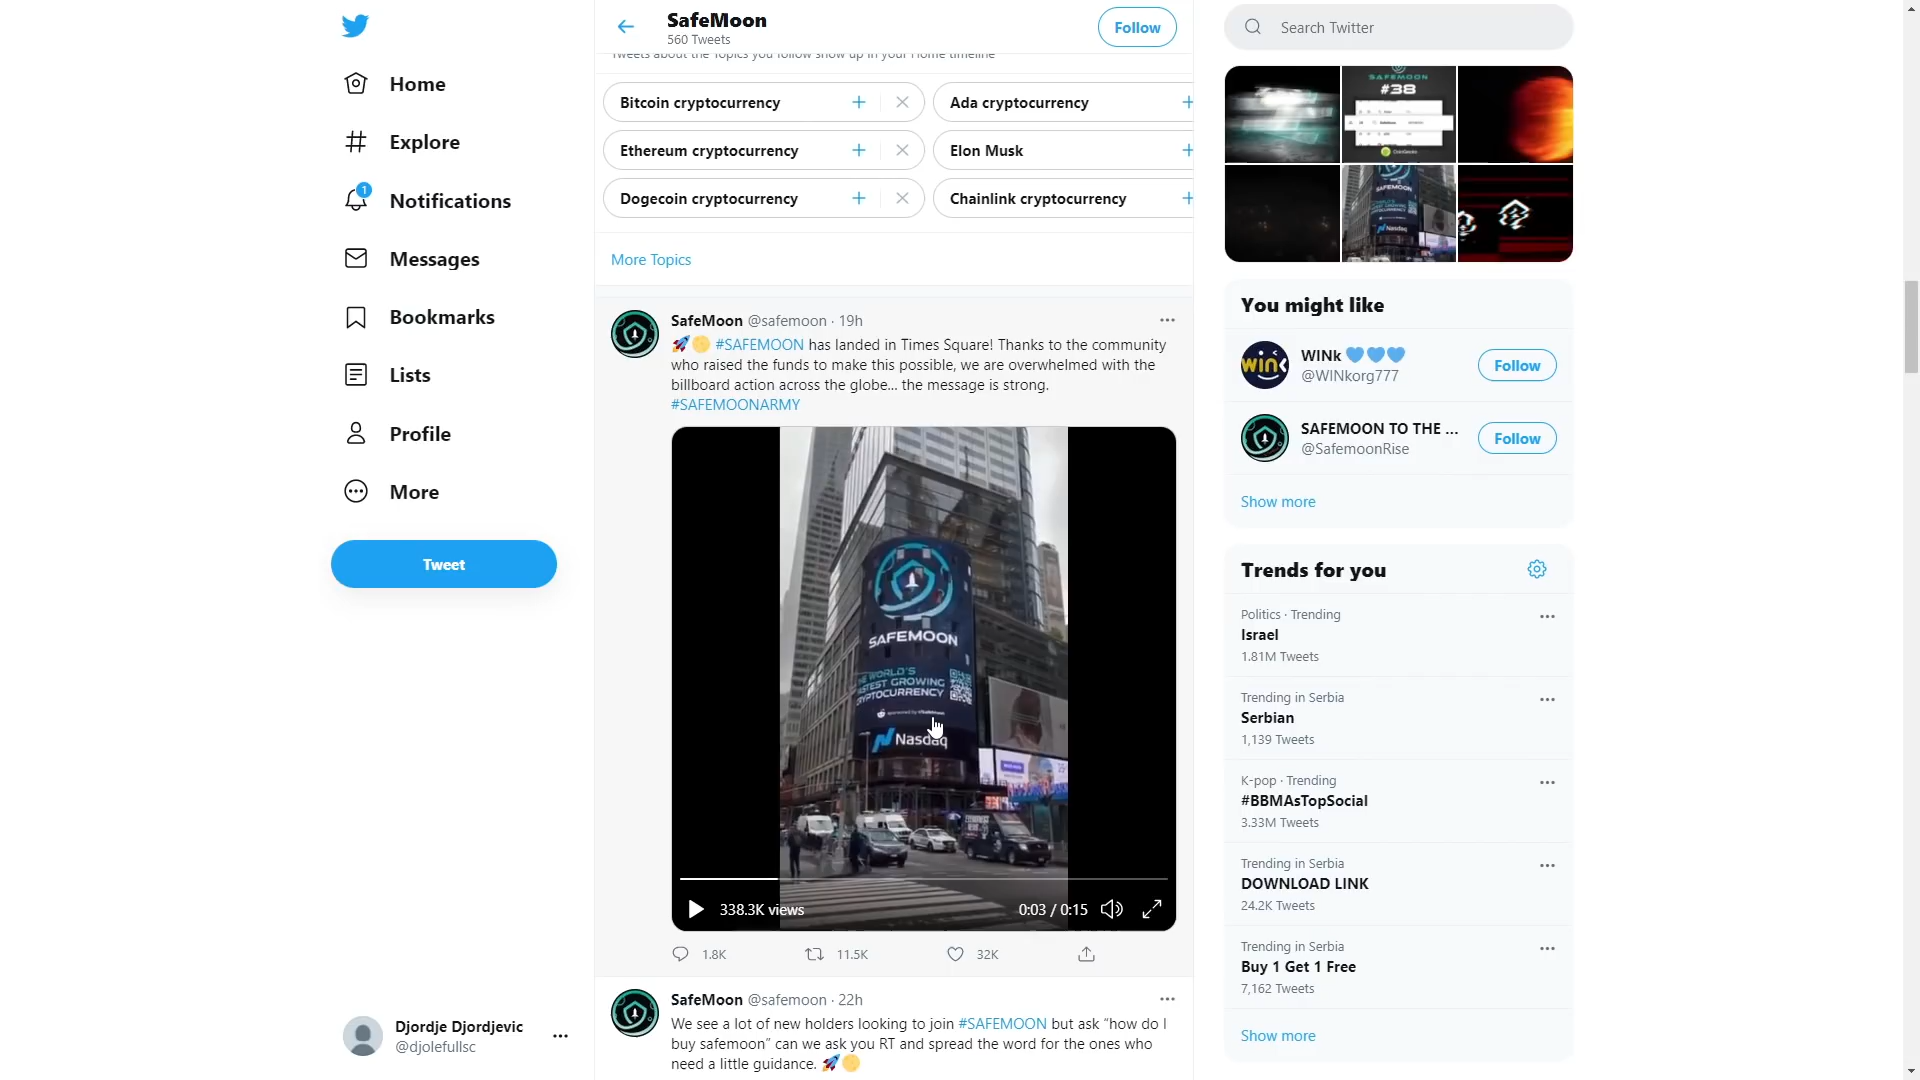 Home
Explore
1
Notifications
Messages
Bookmarks
Lists
Profile
More
Tweet
Djordje Djordjevic
@djolefullsc
SafeMoon
560 Tweets
Follow
Tweets about the Topics you follow show up in your Home timeline
Bitcoin cryptocurrency
Ada cryptocurrency
Ethereum cryptocurrency
Elon Musk
Dogecoin cryptocurrency
Chainlink cryptocurrency
More Topics
SafeMoon @safemoon · 19h
#SAFEMOON has landed in Times Square! Thanks to the community
who raised the funds to make this possible, we are overwhelmed with the
billboard action across the globe... the message is strong.
#SAFEMOONARMY
SAFEMOON
WORLD'S
FASTEST GROWING
CRYPTOCURRENCY
Nasdaq
338.3K views
0:03 / 0:15
1.8K
11.5K
32K
SafeMoon @safemoon · 22h
We see a lot of new holders looking to join #SAFEMOON but ask “how do I
buy safemoon” can we ask you RT and spread the word for the ones who
need a little guidance.
Search Twitter
SAFEMOON
#38
SAFEMOON
Nasdaq
You might like
WINk
@WINkorg777
Follow
SAFEMOON TO THE ...
@SafemoonRise
Follow
Show more
Trends for you
Politics · Trending
Israel
1.81M Tweets
Trending in Serbia
Serbian
1,139 Tweets
K-pop · Trending
#BBMAsTopSocial
3.33M Tweets
Trending in Serbia
DOWNLOAD LINK
24.2K Tweets
Trending in Serbia
Buy 1 Get 1 Free
7,162 Tweets
Show more